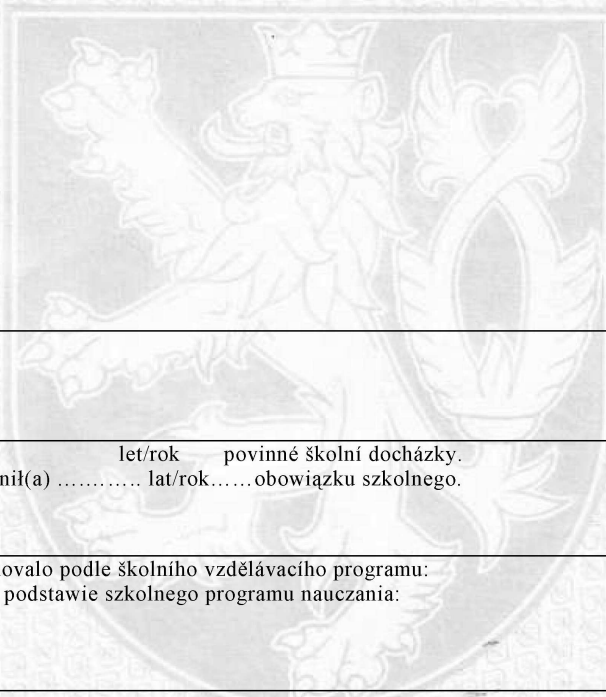 let/rok povinné školní docházky.
nił(a) ……..….. lat/rok……obowiązku szkolnego.
ovalo podle školního vzdělávacího programu:
podstawie szkolnego programu nauczania: